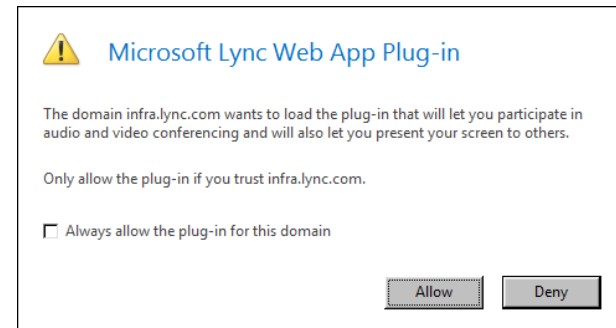 Microsoft Lync Web App Plug-in
The domain infra.lync.com wants to load the plug-in that will let you participate in
audio and video conferencing and will also let you present your screen to others.
Only allow the plug-in if you trust infra.lync.com.
Always allow the plug-in for this domain
Allow Deny